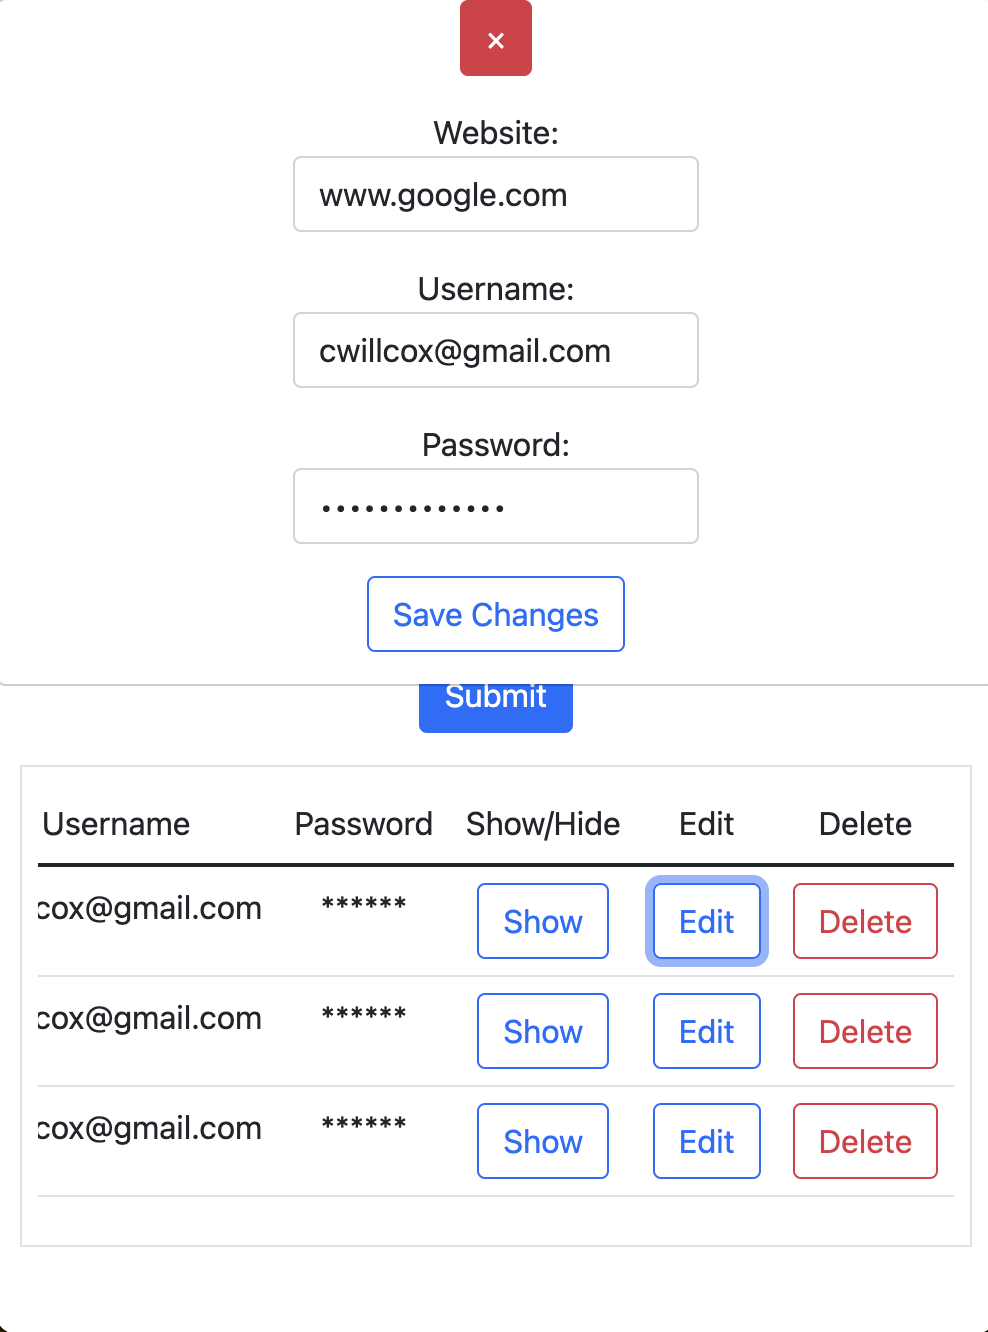 ×
Website:
www.google.com
Username:
cwillcox@gmail.com
Password:
•••••••••••••
Save Changes
Submit
Username Password Show/Hide Edit Delete
cox@gmail.com ****** Show Edit Delete
cox@gmail.com ****** Show Edit Delete
cox@gmail.com ****** Show Edit Delete